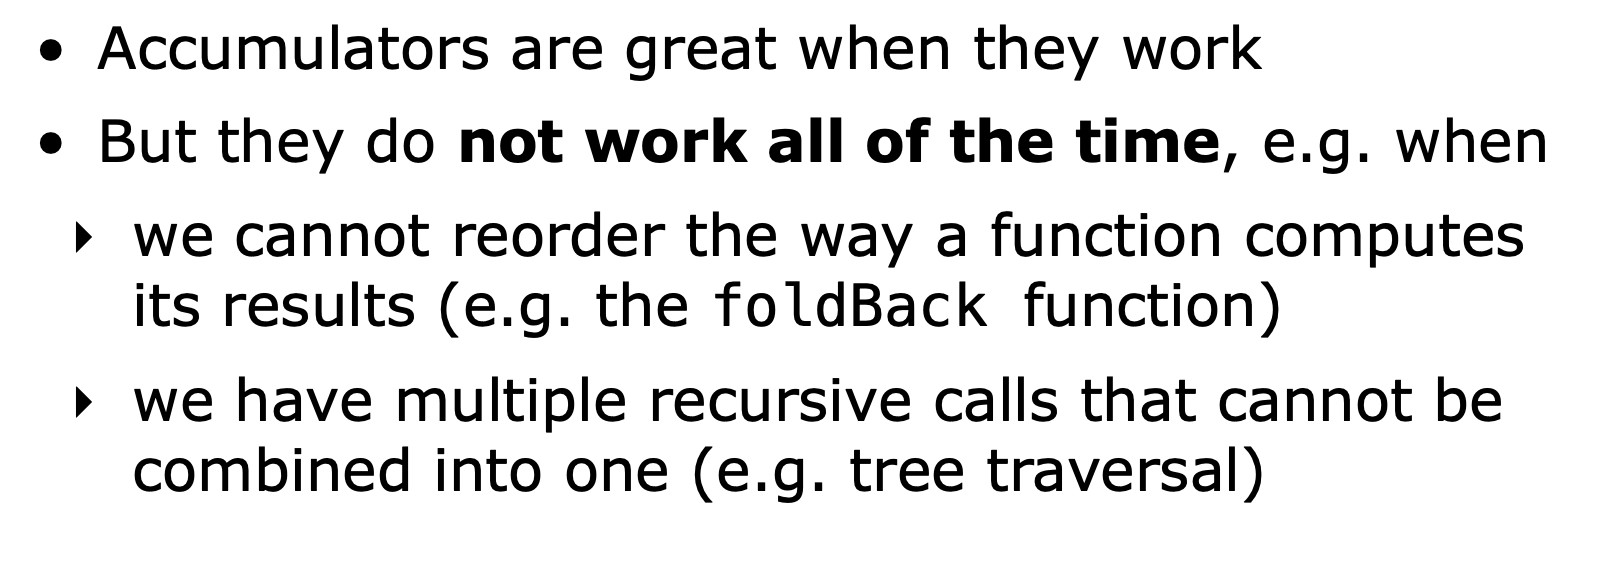 • Accumulators are great when they work
• But they do not work all of the time, e.g. when
‣ we cannot reorder the way a function computes
its results (e.g. the foldBack function)
‣ we have multiple recursive calls that cannot be
combined into one (e.g. tree traversal)